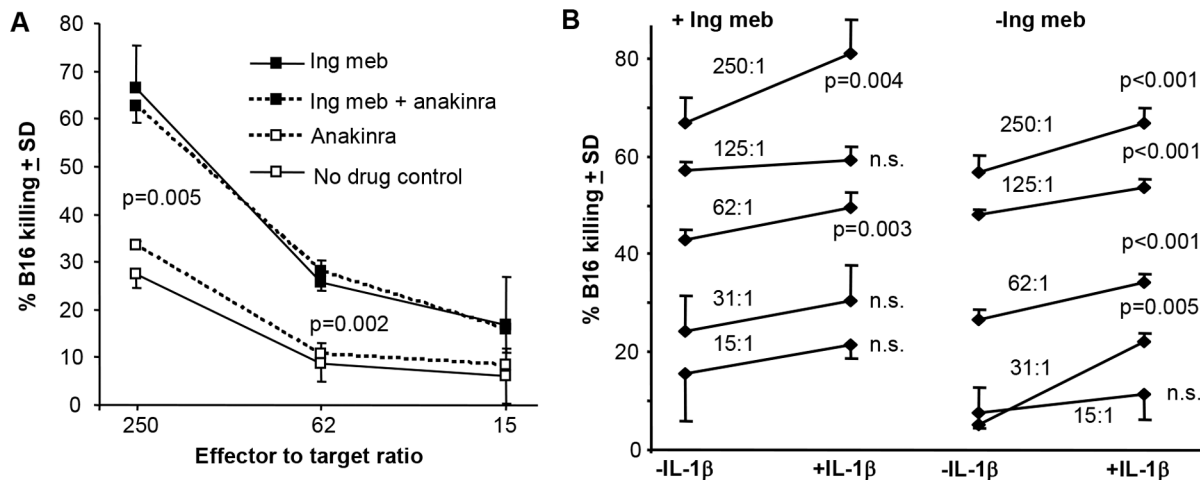 A
% B16 killing ± SD
80
70
60
50
40
30
20
10
0
Ing meb
Ing meb + anakinra
Anakinra
No drug control
p=0.005
p=0.002
250 62 15
Effector to target ratio
B
% B16 killing ± SD
+ Ing meb -Ing meb
80
60
40
20
0
250:1
p=0.004
125:1
n.s.
62:1
p=0.003
31:1
n.s.
15:1
n.s.
p<0.001
250:1
p<0.001
125:1
p<0.001
62:1
p=0.005
31:1
n.s.
15:1
-IL-1β +IL-1β -IL-1β +IL-1β